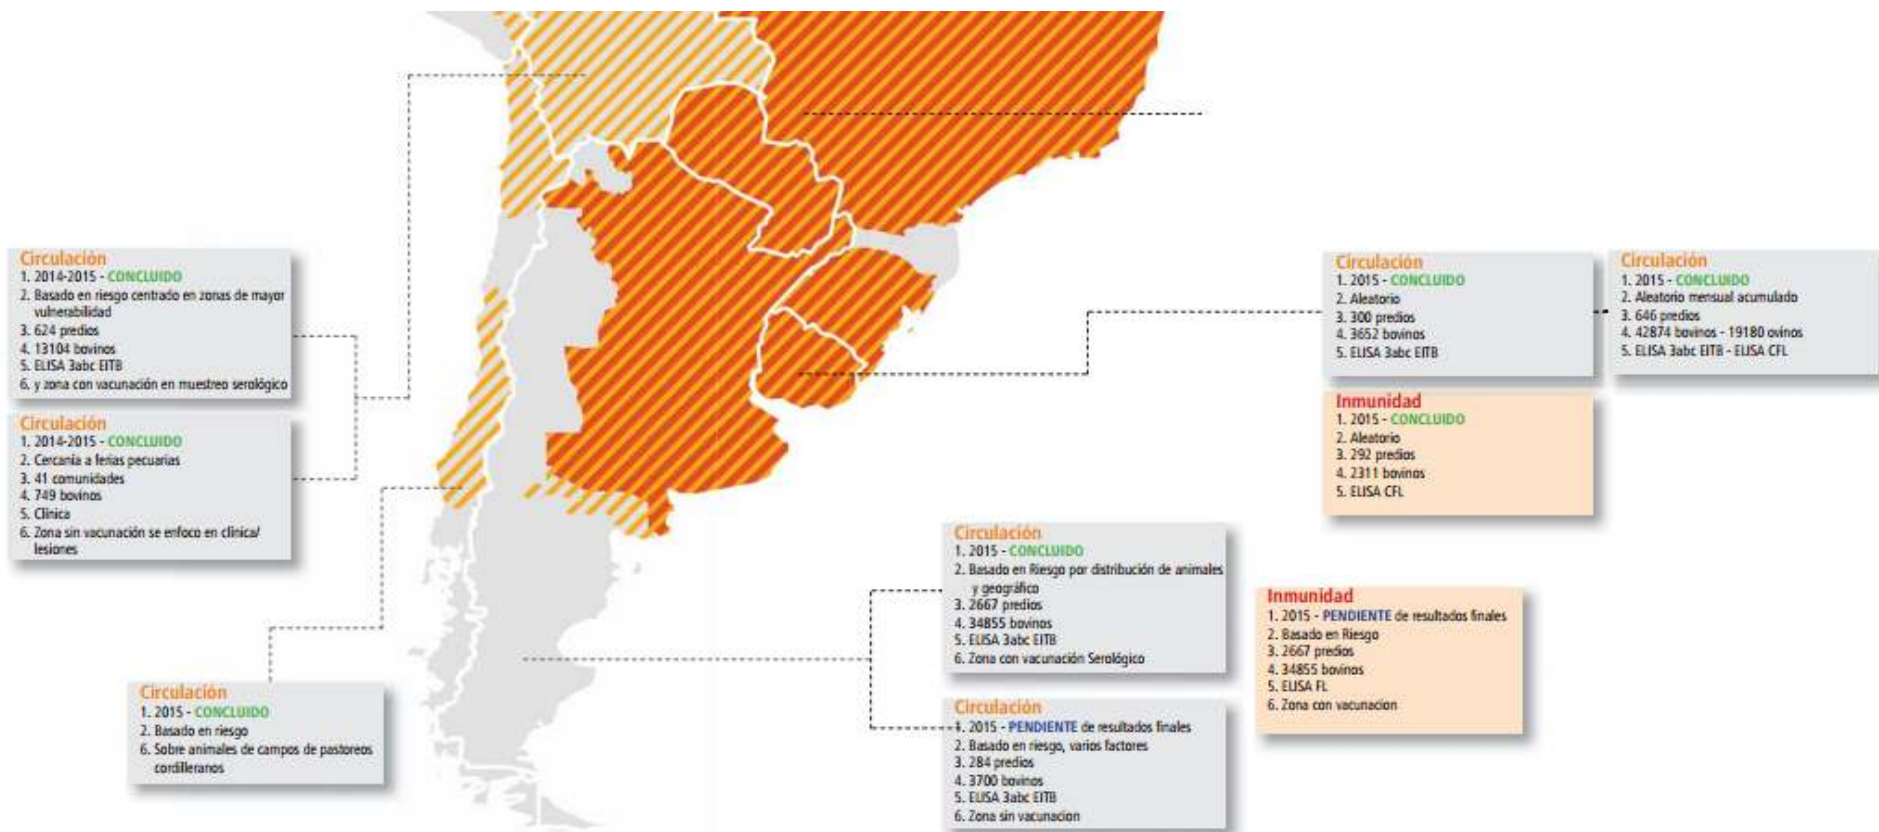 Circulación
1. 2014-2015 - CONCLUIDO
2. Basado en riesgo centrado en zonas de mayor
vulnerabilidad
3. 624 predios
4. 13104 bovinos
5. ELISA 3abc EITB
6. y zona con vacunación en muestreo serológico
Circulación
1. 2014-2015 - CONCLUIDO
2. Cercanía a ferias pecuarias
3. 41 comunidades
4. 749 bovinos
5. Clínica
6. Zona sin vacunación se enfoco en clínica/
lesiones
Circulación
1. 2015 - CONCLUIDO
2. Basado en riesgo
6. Sobre animales de campos de pastoreos
cordilleranos
Circulación
1. 2015 - CONCLUIDO
2. Aleatorio
3. 300 predios
4. 3652 bovinos
5. ELISA 3abc EITB
Circulación
1. 2015 - CONCLUIDO
2. Aleatorio mensual acumulado
3. 646 predios
4. 42874 bovinos - 19180 ovinos
5. ELISA 3abc EITB - ELISA CFL
Inmunidad
1. 2015 - CONCLUIDO
2. Aleatorio
3. 292 predios
4. 2311 bovinos
5. ELISA CFL
Circulación
1. 2015 - CONCLUIDO
2. Basado en Riesgo por distribución de animales
y geográfico
3. 2667 predios
4. 34855 bovinos
5. ELISA 3abc EITB
6. Zona con vacunación Serológico
Circulación
1. 2015 - PENDIENTE de resultados finales
2. Basado en riesgo, varios factores
3. 284 predios
4. 3700 bovinos
5. ELISA 3abc EITB
6. Zona sin vacunacion
Inmunidad
1. 2015 - PENDIENTE de resultados finales
2. Basado en Riesgo
3. 2667 predios
4. 34855 bovinos
5. ELISA FL
6. Zona con vacunacion